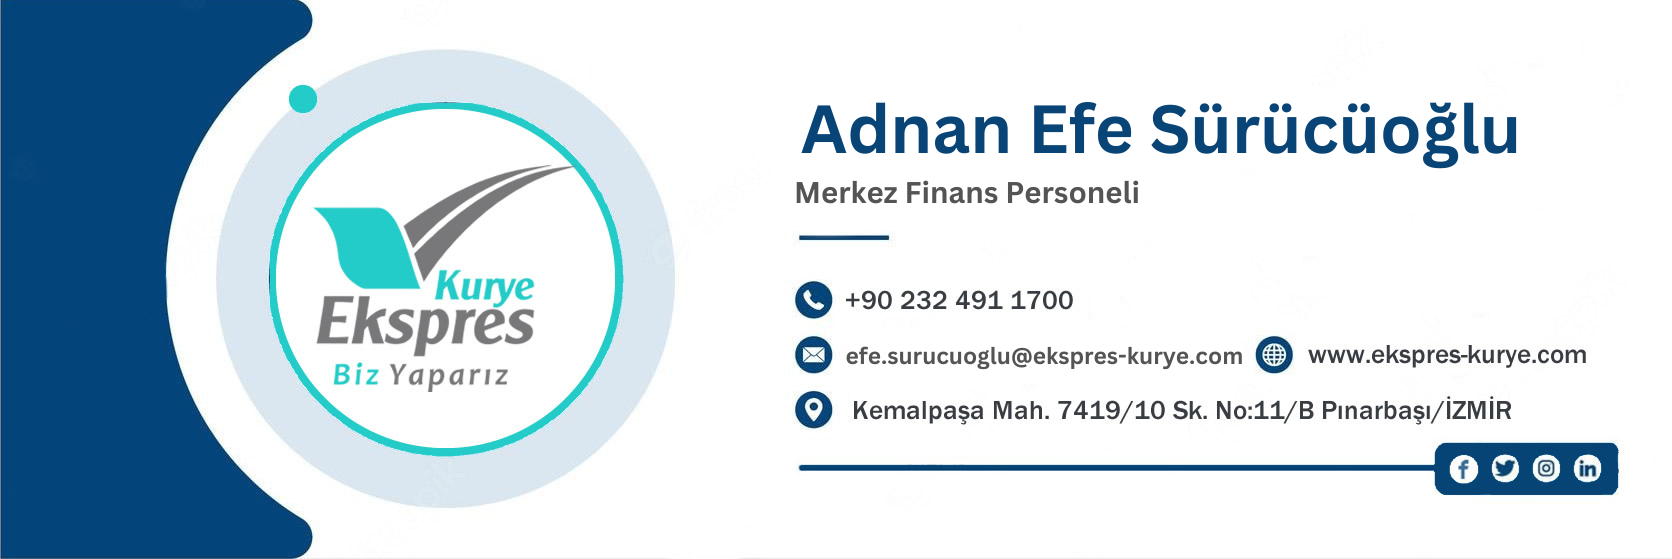 Kurye
Ekspres
Biz Yaparız
Adnan Efe Sürücüoğlu
Merkez Finans Personeli
+90 232 491 1700
efe.surucuoglu@ekspres-kurye.com www.ekspres-kurye.com
Kemalpaşa Mah. 7419/10 Sk. No:11/B Pınarbaşı/İZMİR